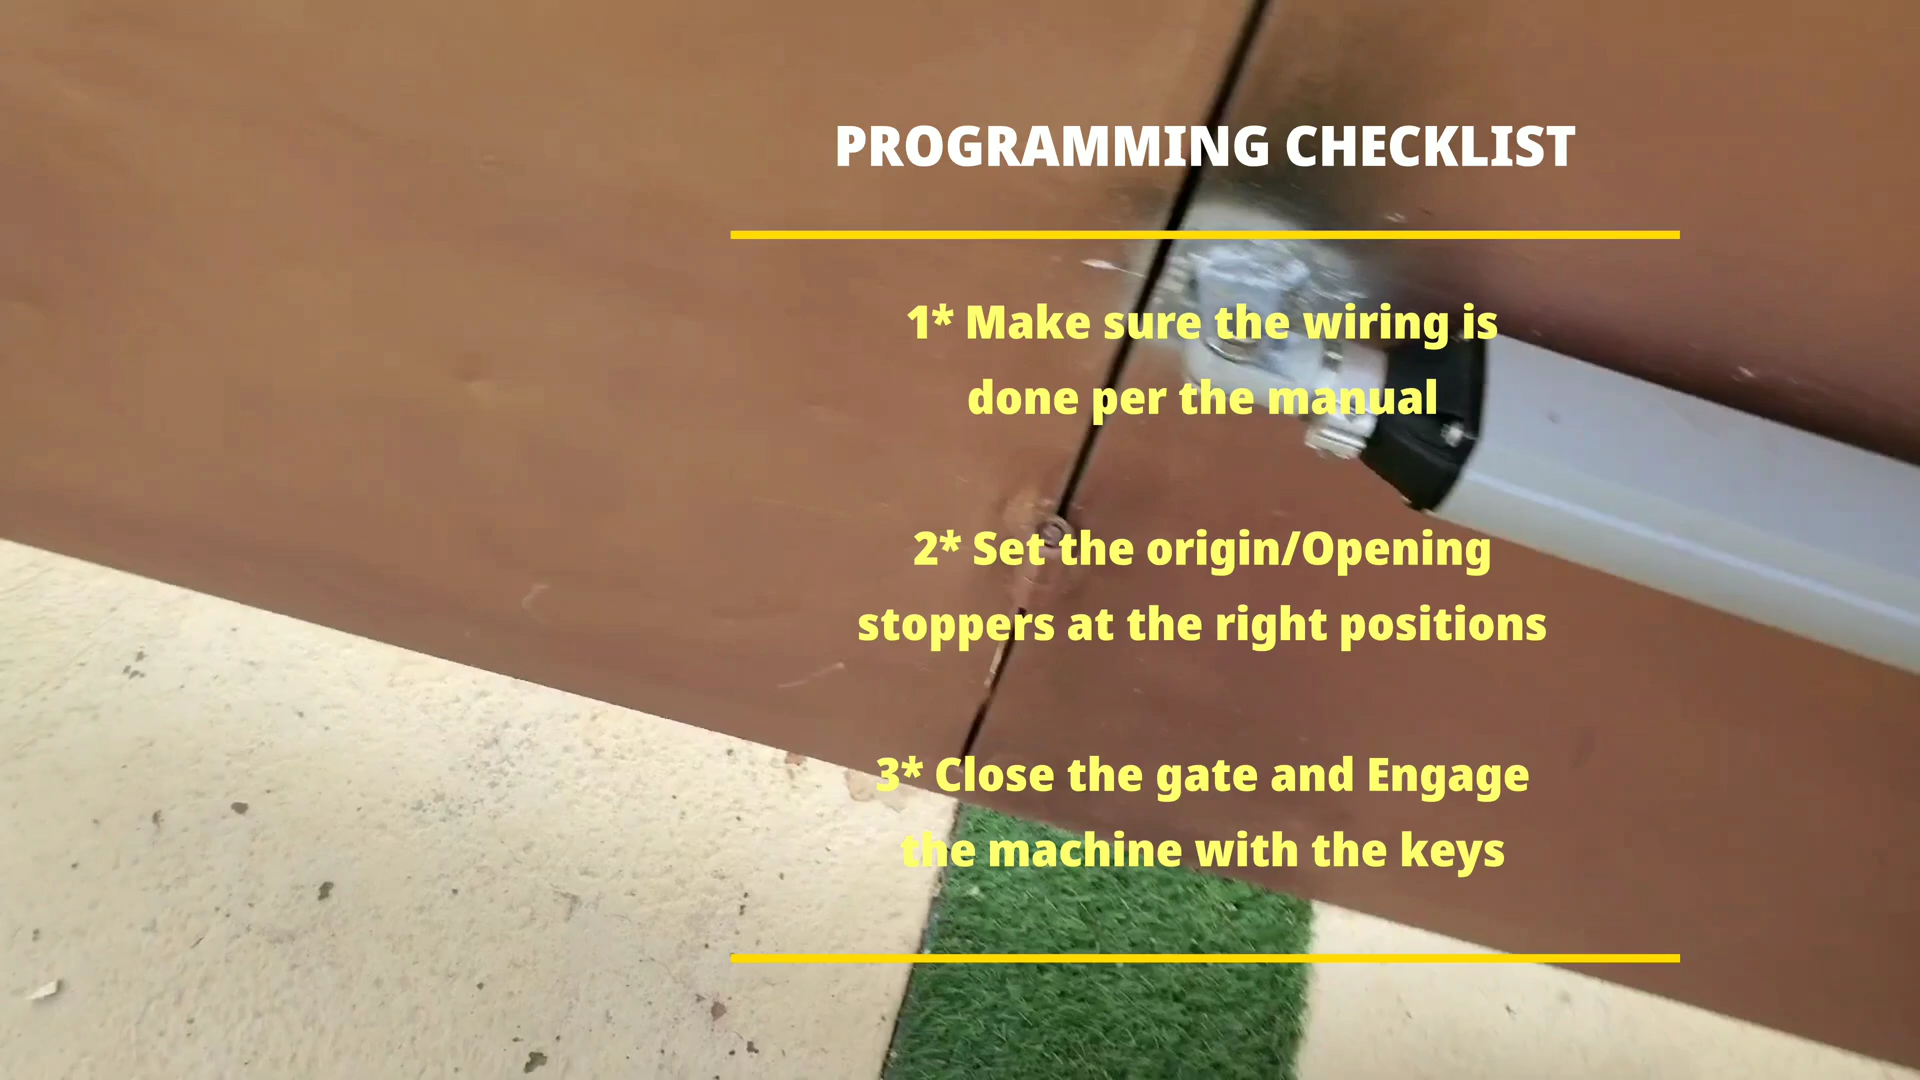 PROGRAMMING CHECKLIST
1* Make sure the wiring is
done per the manual
2* Set the origin/Opening
stoppers at the right positions
3* Close the gate and Engage
the machine with the keys